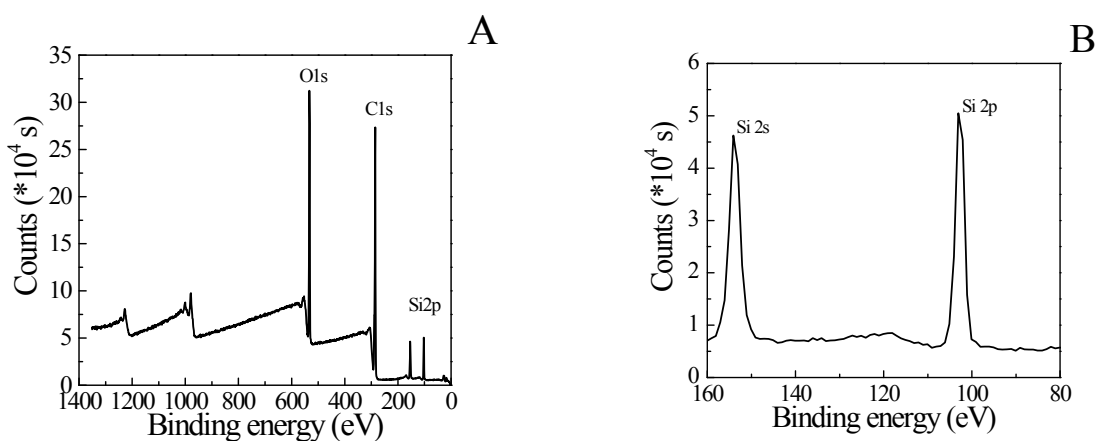 A
35
30
25
20
15
10
5
0
Counts (*10⁴ s)
O1s
C1s
Si2p
1400 1200 1000 800 600 400 200 0
Binding energy (eV)
B
6
5
4
3
2
1
0
Counts (*10⁴ s)
Si 2s
Si 2p
160 140 120 100 80
Binding energy (eV)